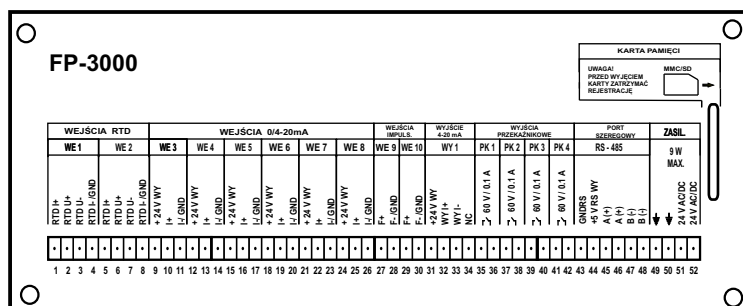 FP-3000
KARTA PAMIĘCI
UWAGA!
PRZED WYJĘCIEM
KARTY ZATRZYMAĆ
REJESTRACJĘ
MMC/SD
WEJŚCIA RTD
WEJŚCIA 0/4-20mA
WEJŚCIA
IMPULS.
WYJŚCIE
4-20 mA
WYJŚCIA
PRZEKAŹNIKOWE
PORT
SZEREGOWY
ZASIL.
WE 1
WE 2
WE 3
WE 4
WE 5
WE 6
WE 7
WE 8
WE 9
WE 10
WY 1
PK 1
PK 2
PK 3
PK 4
RS - 485
9 W
MAX.
RTD I+
RTD U+
RTD U-
RTD I-/GND
RTD I+
RTD U+
RTD U-
RTD I-/GND
+ 24 V WY
I+
I-/ GND
+ 24 V WY
I+
I-/ GND
+ 24 V WY
I+
I-/ GND
+ 24 V WY
I+
I-/ GND
+ 24 V WY
I+
I-/ GND
+ 24 V WY
I+
I-/ GND
F+
F- /GND
F+
F- /GND
+24 V WY
WY I+
WY I-
NC
60 V / 0.1 A
60 V / 0.1 A
60 V / 0.1 A
60 V / 0.1 A
GNDRS
+5 V RS WY
A (+)
A (+)
B (-)
B (-)
24 V AC/DC
24 V AC/DC
1 2 3 4 5 6 7 8 9 10 11 12 13 14 15 16 17 18 19 20 21 22 23 24 25 26 27 28 29 30 31 32 33 34 35 36 37 38 39 40 41 42 43 44 45 46 47 48 49 50 51 52